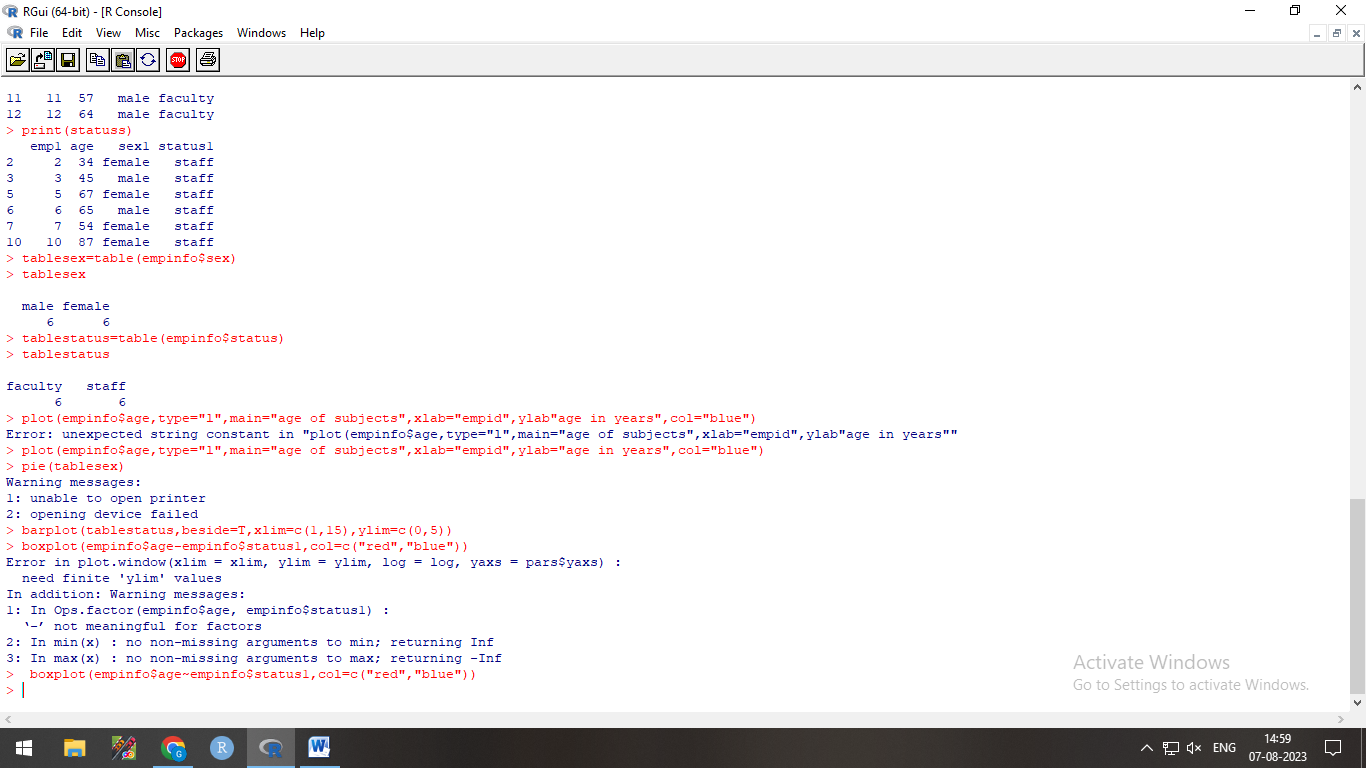 RGui (64-bit) - [R Console]
File Edit View Misc Packages Windows Help
STOP
11   11  57   male faculty
12   12  64   male faculty
> print(statuss)
   emp1 age   sex1 status1
2     2  34 female   staff
3     3  45   male   staff
5     5  67 female   staff
6     6  65   male   staff
7     7  54 female   staff
10   10  87 female   staff
> tablesex=table(empinfo$sex)
> tablesex
  male female
     6      6
> tablestatus=table(empinfo$status)
> tablestatus
faculty   staff
      6       6
> plot(empinfo$age,type="l",main="age of subjects",xlab="empid",ylab"age in years",col="blue")
Error: unexpected string constant in "plot(empinfo$age,type="l",main="age of subjects",xlab="empid",ylab"age in years""
> plot(empinfo$age,type="l",main="age of subjects",xlab="empid",ylab="age in years",col="blue")
> pie(tablesex)
Warning messages:
1: unable to open printer
2: opening device failed
> barplot(tablestatus,beside=T,xlim=c(1,15),ylim=c(0,5))
> boxplot(empinfo$age-empinfo$status1,col=c("red","blue"))
Error in plot.window(xlim = xlim, ylim = ylim, log = log, yaxs = pars$yaxs) :
  need finite 'ylim' values
In addition: Warning messages:
1: In Ops.factor(empinfo$age, empinfo$status1) :
  ‘-’ not meaningful for factors
2: In min(x) : no non-missing arguments to min; returning Inf
3: In max(x) : no non-missing arguments to max; returning -Inf
>  boxplot(empinfo$age~empinfo$status1,col=c("red","blue"))
>
Activate Windows
Go to Settings to activate Windows.
ENG
14:59
07-08-2023